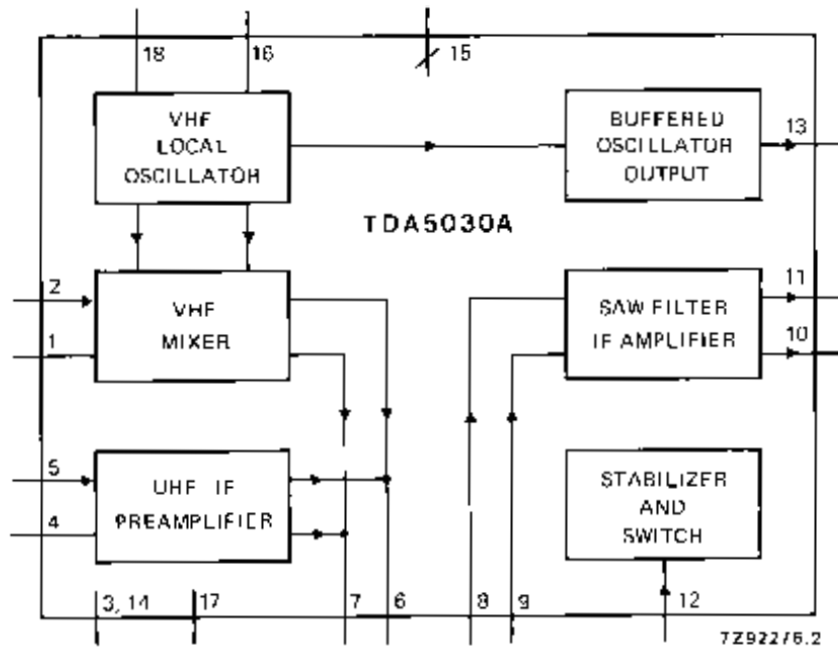 18 16 15
VHF
LOCAL
OSCILLATOR
BUFFERED
OSCILLATOR
OUTPUT
13
TDA5030A
2
1
VHF
MIXER
SAW FILTER
IF AMPLIFIER
11
10
5
4
UHF IF
PREAMPLIFIER
STABILIZER
AND
SWITCH
3, 14 17 7 6 8 9 12
7Z92276.2